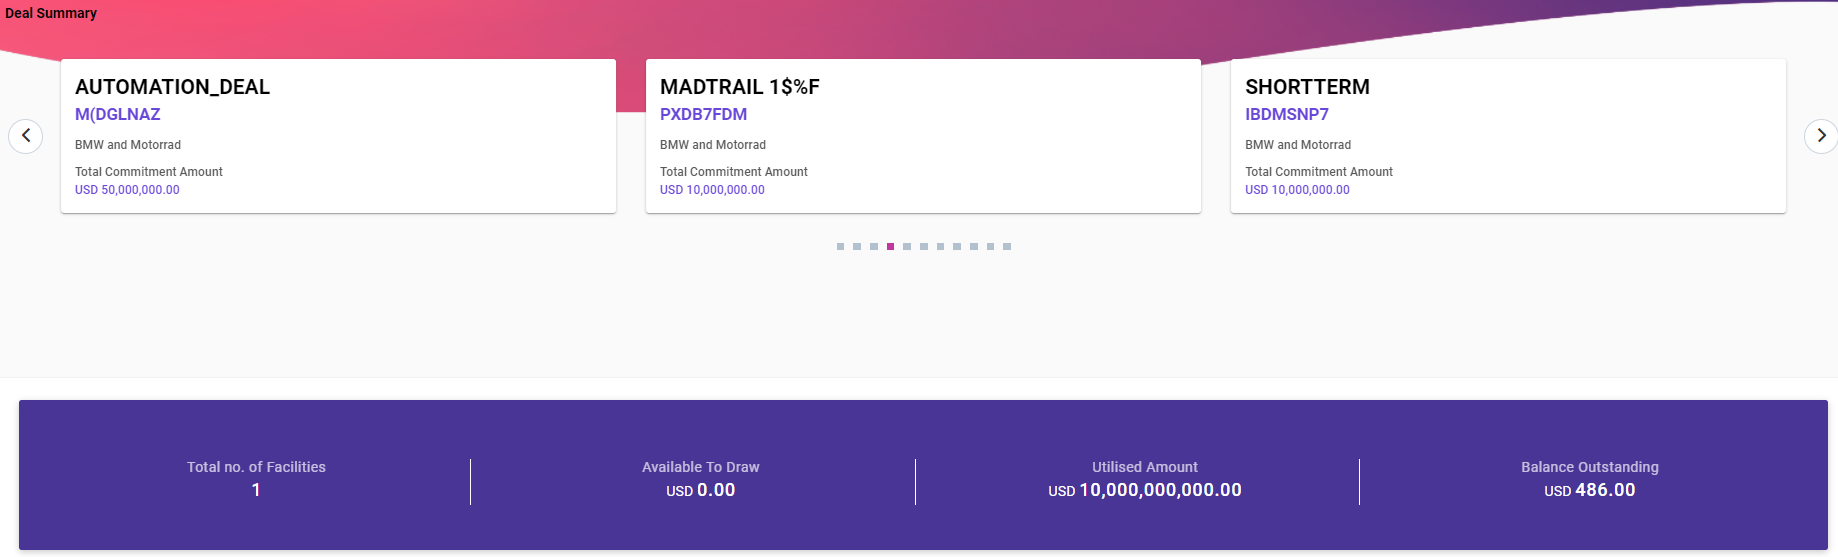 Deal Summary
AUTOMATION_DEAL
M(DGLNAZ
BMW and Motorrad
Total Commitment Amount
USD 50,000,000.00
MADTRAIL 1$%F
PXDB7FDM
BMW and Motorrad
Total Commitment Amount
USD 10,000,000.00
SHORTTERM
IBDMSNP7
BMW and Motorrad
Total Commitment Amount
USD 10,000,000.00
Total no. of Facilities
1
Available To Draw
USD 0.00
Utilised Amount
USD 10,000,000,000.00
Balance Outstanding
USD 486.00